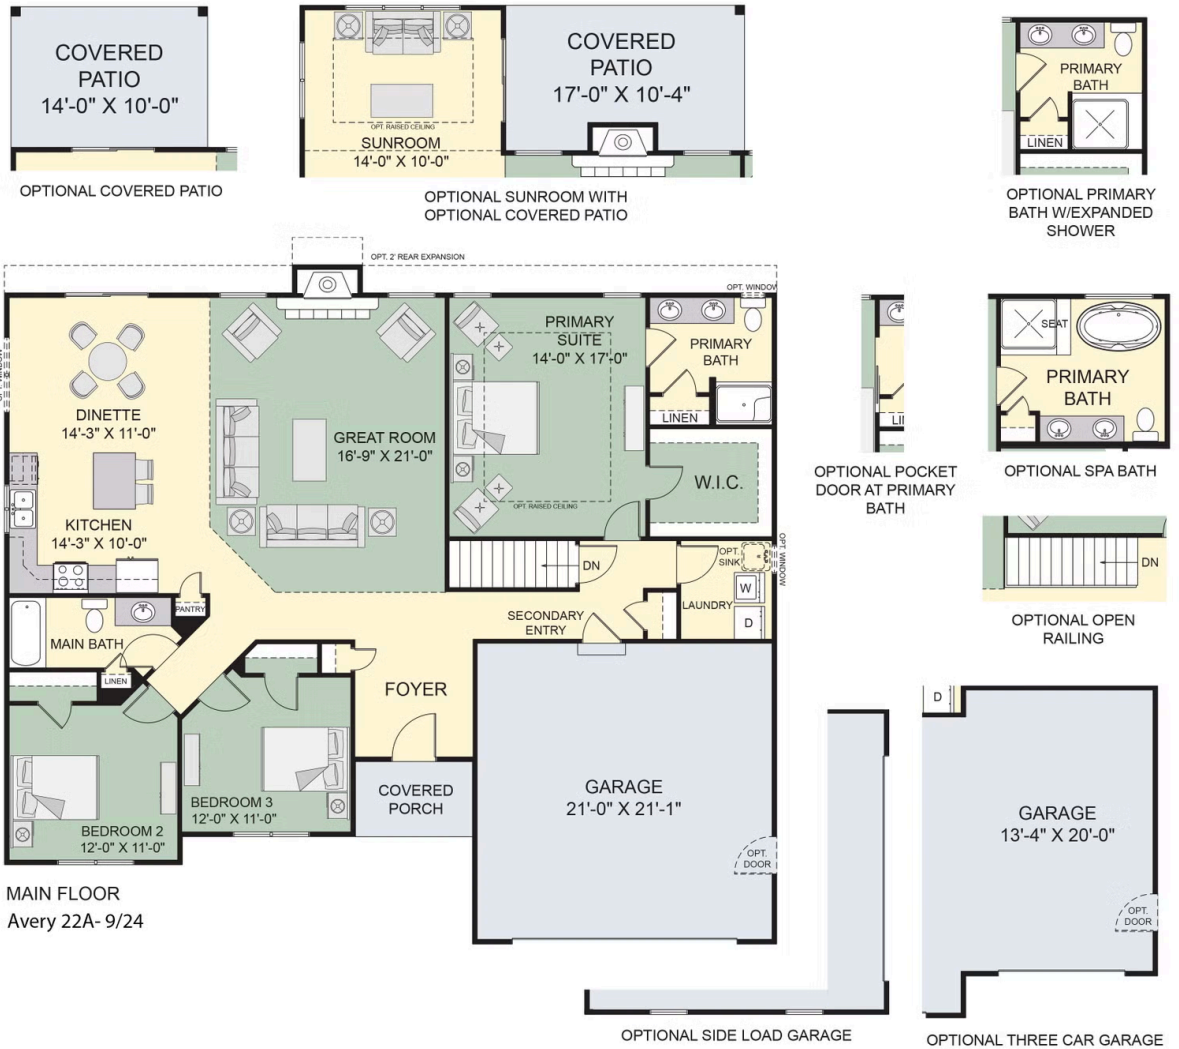 COVERED
PATIO
14'-0" X 10'-0"
OPTIONAL COVERED PATIO
OPT. RAISED CEILING
SUNROOM
14'-0" X 10'-0"
COVERED
PATIO
17'-0" X 10'-4"
OPTIONAL SUNROOM WITH
OPTIONAL COVERED PATIO
PRIMARY
BATH
LINEN
OPTIONAL PRIMARY
BATH W/EXPANDED
SHOWER
OPT. 2' REAR EXPANSION
OPT. WINDOW
DINETTE
14'-3" X 11'-0"
KITCHEN
14'-3" X 10'-0"
GREAT ROOM
16'-9" X 21'-0"
PRIMARY
SUITE
14'-0" X 17'-0"
OPT. RAISED CEILING
PRIMARY
BATH
LINEN
W.I.C.
DN
OPT.
SINK
OPT. WINDOW
W
LAUNDRY
D
SECONDARY
ENTRY
PANTRY
MAIN BATH
LINEN
FOYER
BEDROOM 2
12'-0" X 11'-0"
BEDROOM 3
12'-0" X 11'-0"
COVERED
PORCH
GARAGE
21'-0" X 21'-1"
OPT.
DOOR
MAIN FLOOR
Avery 22A- 9/24
LI
OPTIONAL POCKET
DOOR AT PRIMARY
BATH
SEAT
PRIMARY
BATH
OPTIONAL SPA BATH
DN
OPTIONAL OPEN
RAILING
OPTIONAL SIDE LOAD GARAGE
D
GARAGE
13'-4" X 20'-0"
OPT.
DOOR
OPTIONAL THREE CAR GARAGE